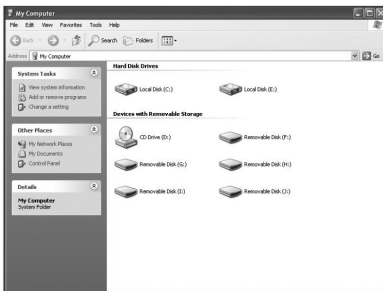 My Computer
File Edit View Favorites Tools Help
Back Search Folders
Address My Computer Go
System Tasks
View system information
Add or remove programs
Change a setting
Other Places
My Network Places
My Documents
Control Panel
Details
My Computer
System Folder
Hard Disk Drives
Local Disk (C:) Local Disk (E:)
Devices with Removable Storage
CD Drive (D:) Removable Disk (F:)
Removable Disk (G:) Removable Disk (H:)
Removable Disk (I:) Removable Disk (J:)